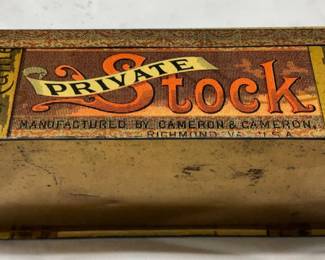 PRIVATE
Stock
MANUFACTURED BY CAMERON & CAMERON.
RICHMOND, VA. U.S.A.